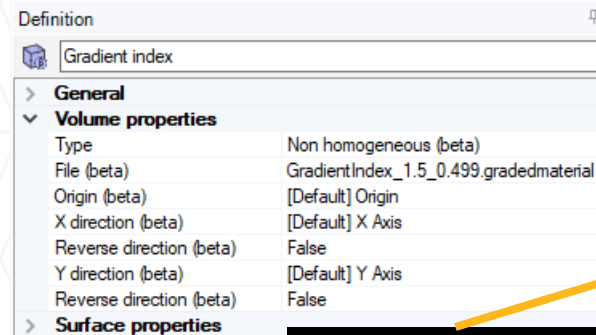 Definition
Gradient index
General
Volume properties
Type Non homogeneous (beta)
File (beta) GradientIndex_1.5_0.499.gradedmaterial
Origin (beta) [Default] Origin
X direction (beta) [Default] X Axis
Reverse direction (beta) False
Y direction (beta) [Default] Y Axis
Reverse direction (beta) False
Surface properties